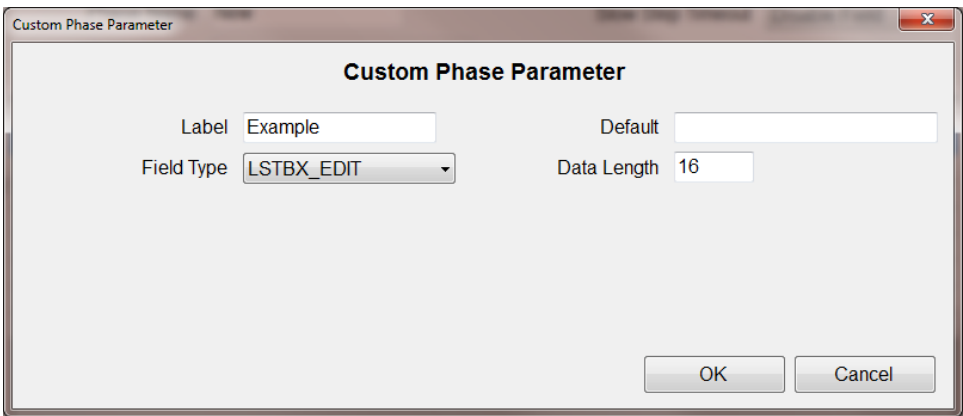 Custom Phase Parameter
Custom Phase Parameter
Label Example Default
Field Type LSTBX_EDIT Data Length 16
OK Cancel